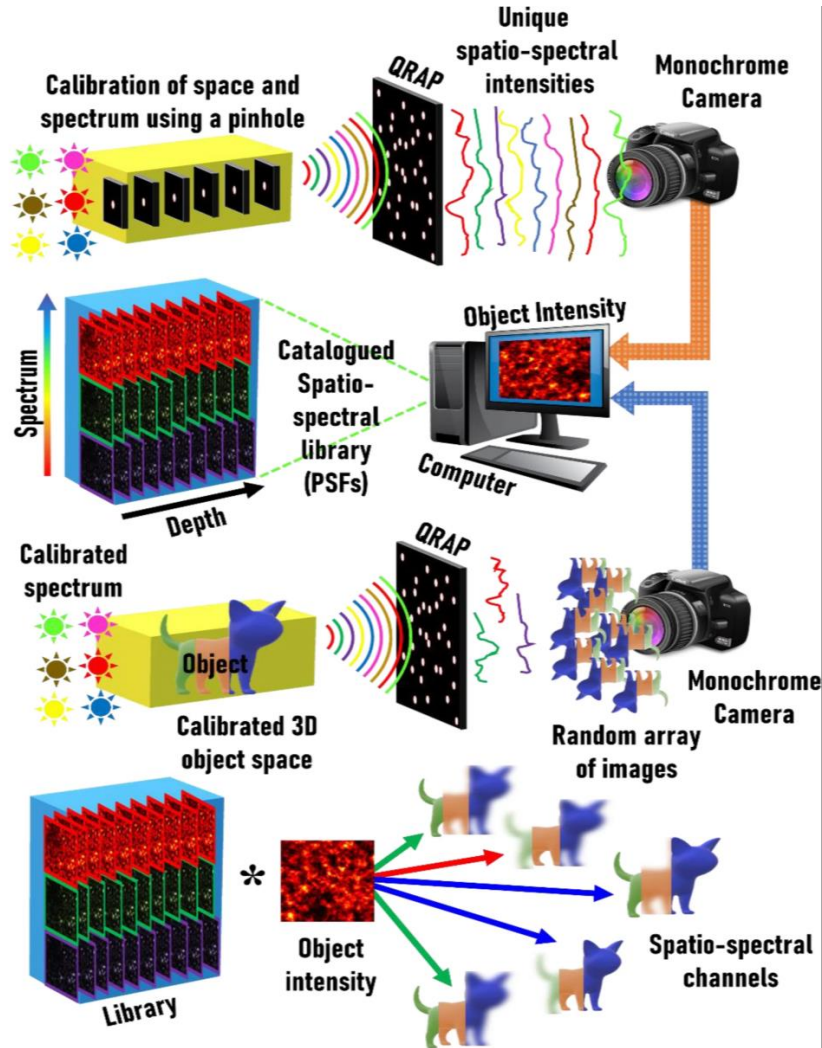 Calibration of space and
spectrum using a pinhole
QRAP
Unique
spatio-spectral
intensities
Monochrome
Camera
Spectrum
Depth
Catalogued
Spatio-
spectral
library
(PSFs)
Object Intensity
Computer
Calibrated
spectrum
Object
Calibrated 3D
object space
QRAP
Random array
of images
Monochrome
Camera
Library
*
Object
intensity
Spatio-spectral
channels